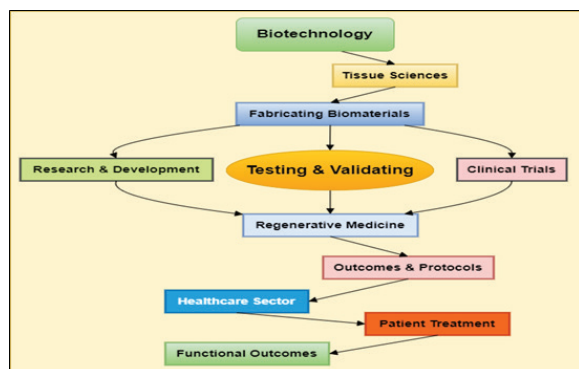 Biotechnology
Tissue Sciences
Fabricating Biomaterials
Research & Development
Testing & Validating
Clinical Trials
Regenerative Medicine
Outcomes & Protocols
Healthcare Sector
Patient Treatment
Functional Outcomes